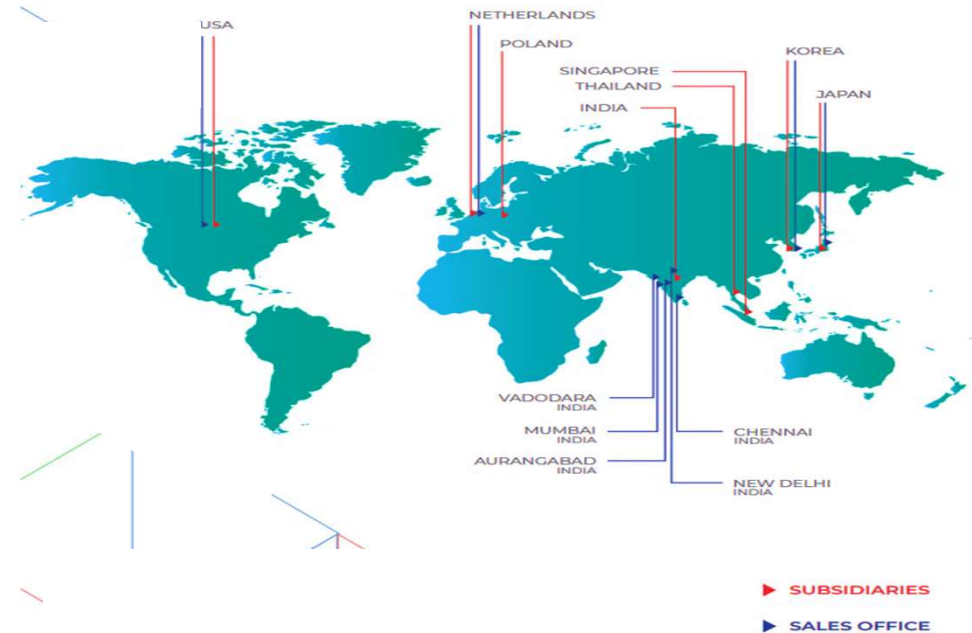 USA
NETHERLANDS
POLAND
KOREA
SINGAPORE
THAILAND
JAPAN
INDIA
VADODARA
INDIA
MUMBAI
INDIA
CHENNAI
INDIA
AURANGABAD
INDIA
NEW DELHI
INDIA
SUBSIDIARIES
SALES OFFICE